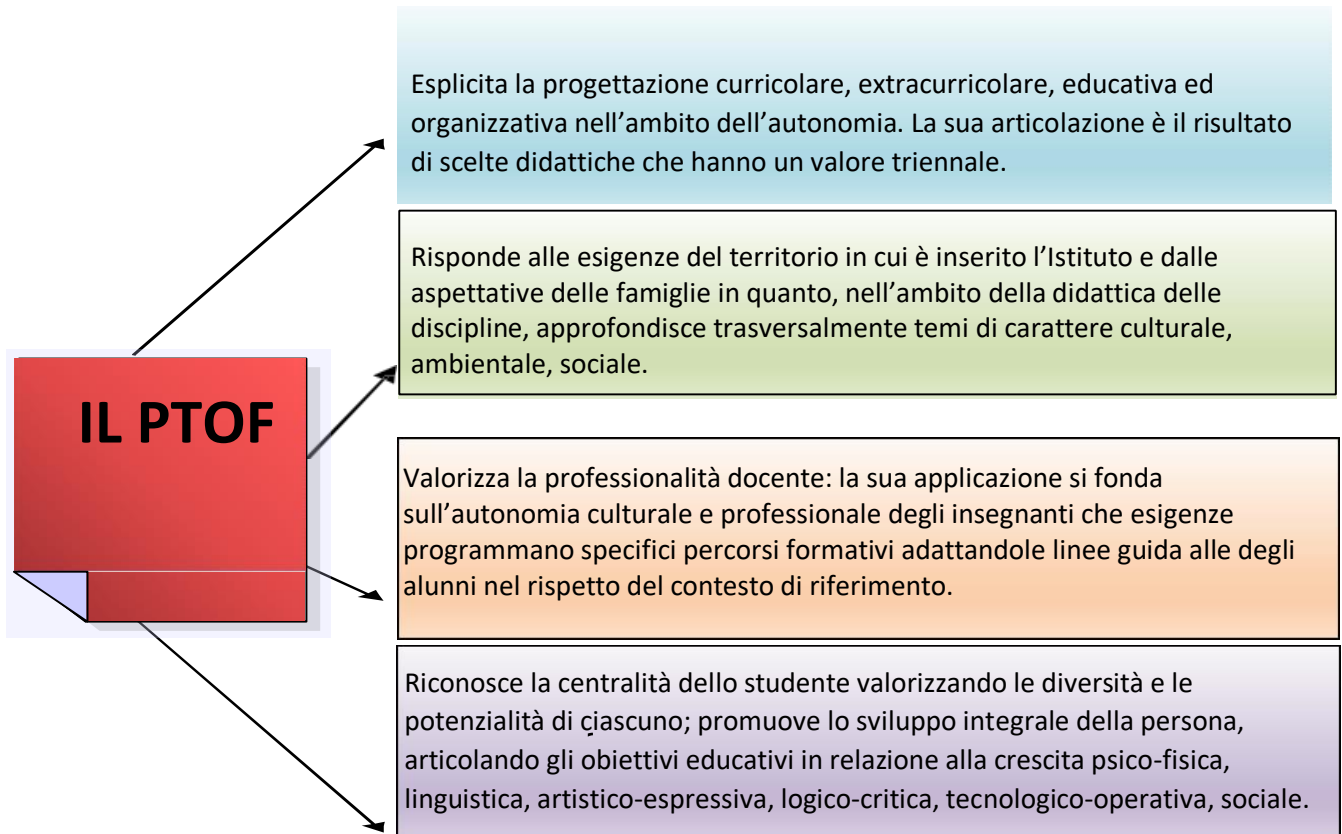 Esplicita la progettazione curricolare, extracurricolare, educativa ed
organizzativa nell’ambito dell’autonomia. La sua articolazione è il risultato
di scelte didattiche che hanno un valore triennale.
Risponde alle esigenze del territorio in cui è inserito l’Istituto e dalle
aspettative delle famiglie in quanto, nell’ambito della didattica delle
discipline, approfondisce trasversalmente temi di carattere culturale,
ambientale, sociale.
IL PTOF
Valorizza la professionalità docente: la sua applicazione si fonda
sull’autonomia culturale e professionale degli insegnanti che esigenze
programmano specifici percorsi formativi adattandole linee guida alle degli
alunni nel rispetto del contesto di riferimento.
Riconosce la centralità dello studente valorizzando le diversità e le
potenzialità di ciascuno; promuove lo sviluppo integrale della persona,
articolando gli obiettivi educativi in relazione alla crescita psico-fisica,
linguistica, artistico-espressiva, logico-critica, tecnologico-operativa, sociale.